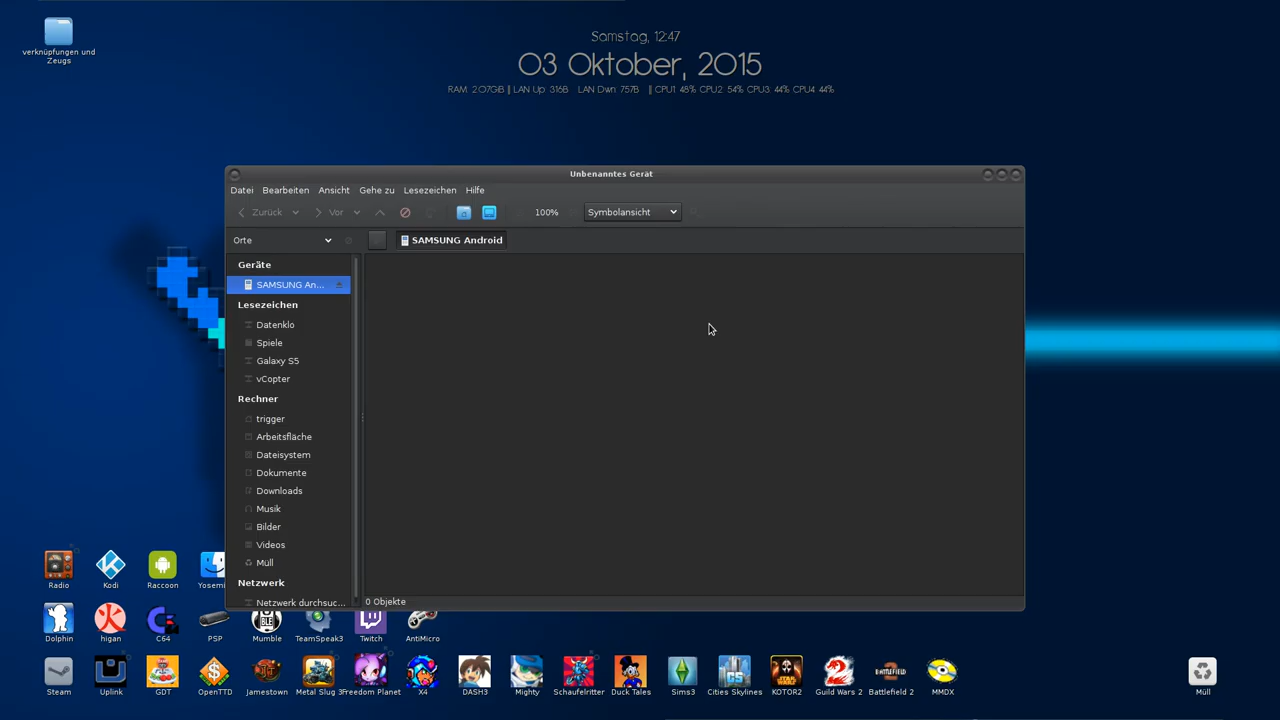 verknüpfungen und
Zeugs
Samstag, 12:47
03 Oktober, 2015
RAM: 2.07GiB || LAN Up: 316B LAN Dwn: 757B || CPU1: 48% CPU2: 54% CPU3: 44% CPU4: 44%
Unbenanntes Gerät
Datei Bearbeiten Ansicht Gehe zu Lesezeichen Hilfe
Zurück Vor 100% Symbolansicht
Orte SAMSUNG Android
Geräte
SAMSUNG An...
Lesezeichen
Datenklo
Spiele
Galaxy S5
vCopter
Rechner
trigger
Arbeitsfläche
Dateisystem
Dokumente
Downloads
Musik
Bilder
Videos
Müll
Netzwerk
Netzwerk durchsuc...
0 Objekte
Radio Kodi Raccoon Yosemi
Dolphin higan C64 PSP Mumble TeamSpeak3 Twitch AntiMicro
Steam Uplink GDT OpenTTD Jamestown Metal Slug 3 Freedom Planet X4 DASH3 Mighty Schaufelritter Duck Tales Sims3 Cities Skylines KOTOR2 Guild Wars 2 Battlefield 2 MMDX Müll